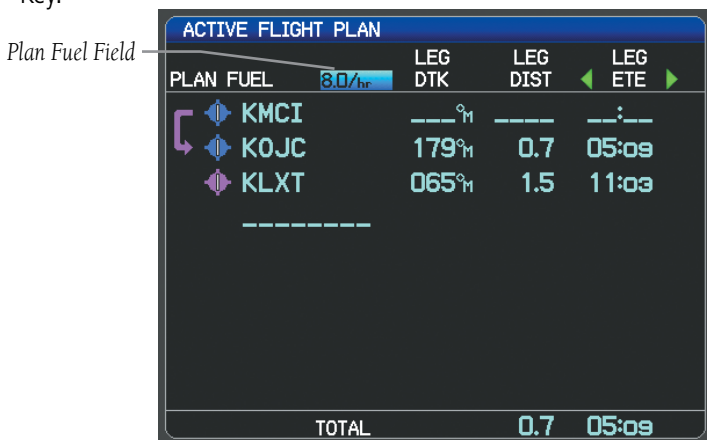 Key.
ACTIVE FLIGHT PLAN
Plan Fuel Field
PLAN FUEL 8.0/hr LEG DTK LEG DIST LEG ETE
KMCI ___°M ____ __:__
KOJC 179°M 0.7 05:09
KLXT 065°M 1.5 11:03
________
TOTAL 0.7 05:09